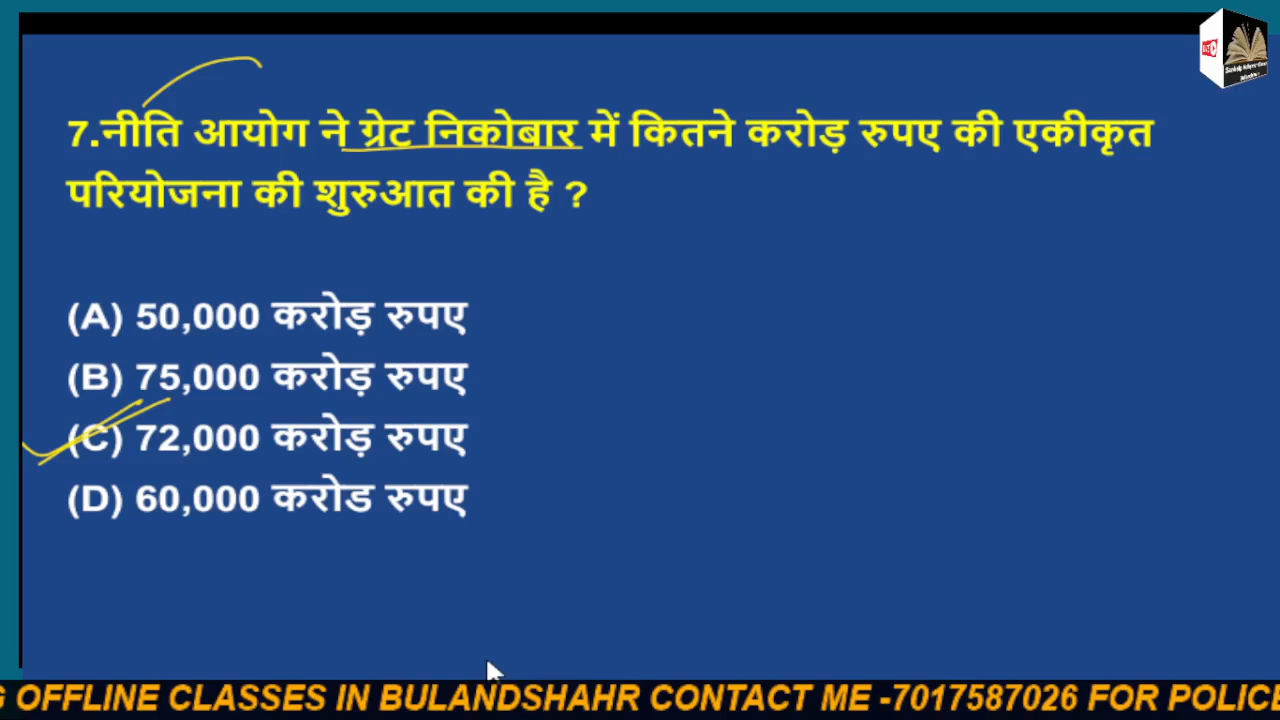 7.नीति आयोग ने ग्रेट निकोबार में कितने करोड़ रुपए की एकीकृत
परियोजना की शुरुआत की है ?
(A) 50,000 करोड़ रुपए
(B) 75,000 करोड़ रुपए
(C) 72,000 करोड़ रुपए
(D) 60,000 करोड रुपए
G OFFLINE CLASSES IN BULANDSHAHR CONTACT ME -7017587026 FOR POLICE